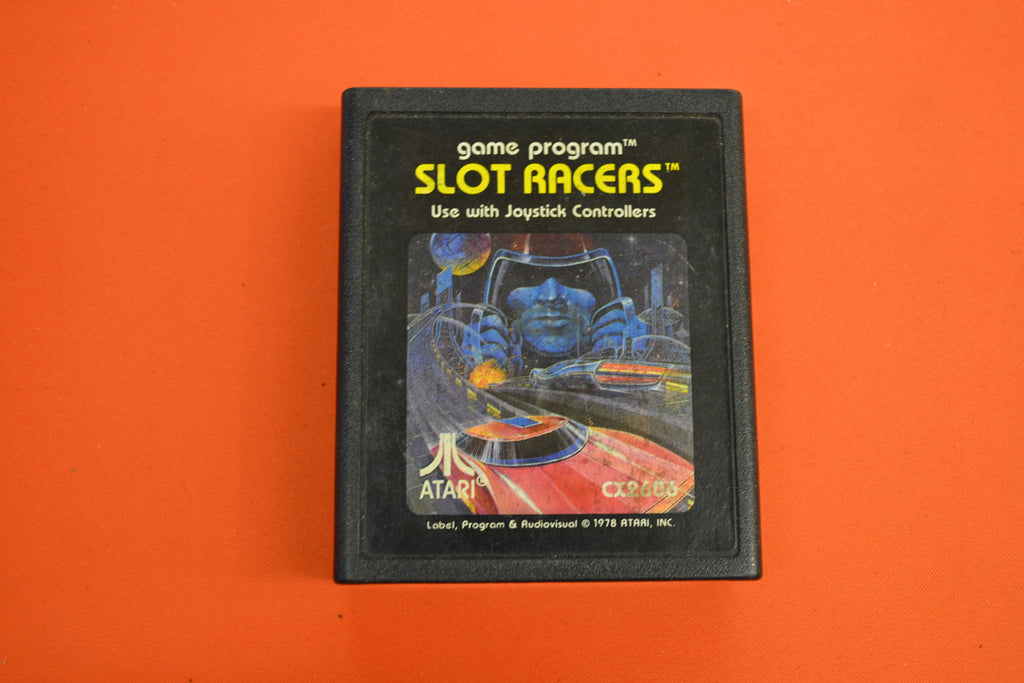 game program™
SLOT RACERS™
Use with Joystick Controllers
ATARI®
CX2606
Label, Program & Audiovisual © 1978 ATARI, INC.